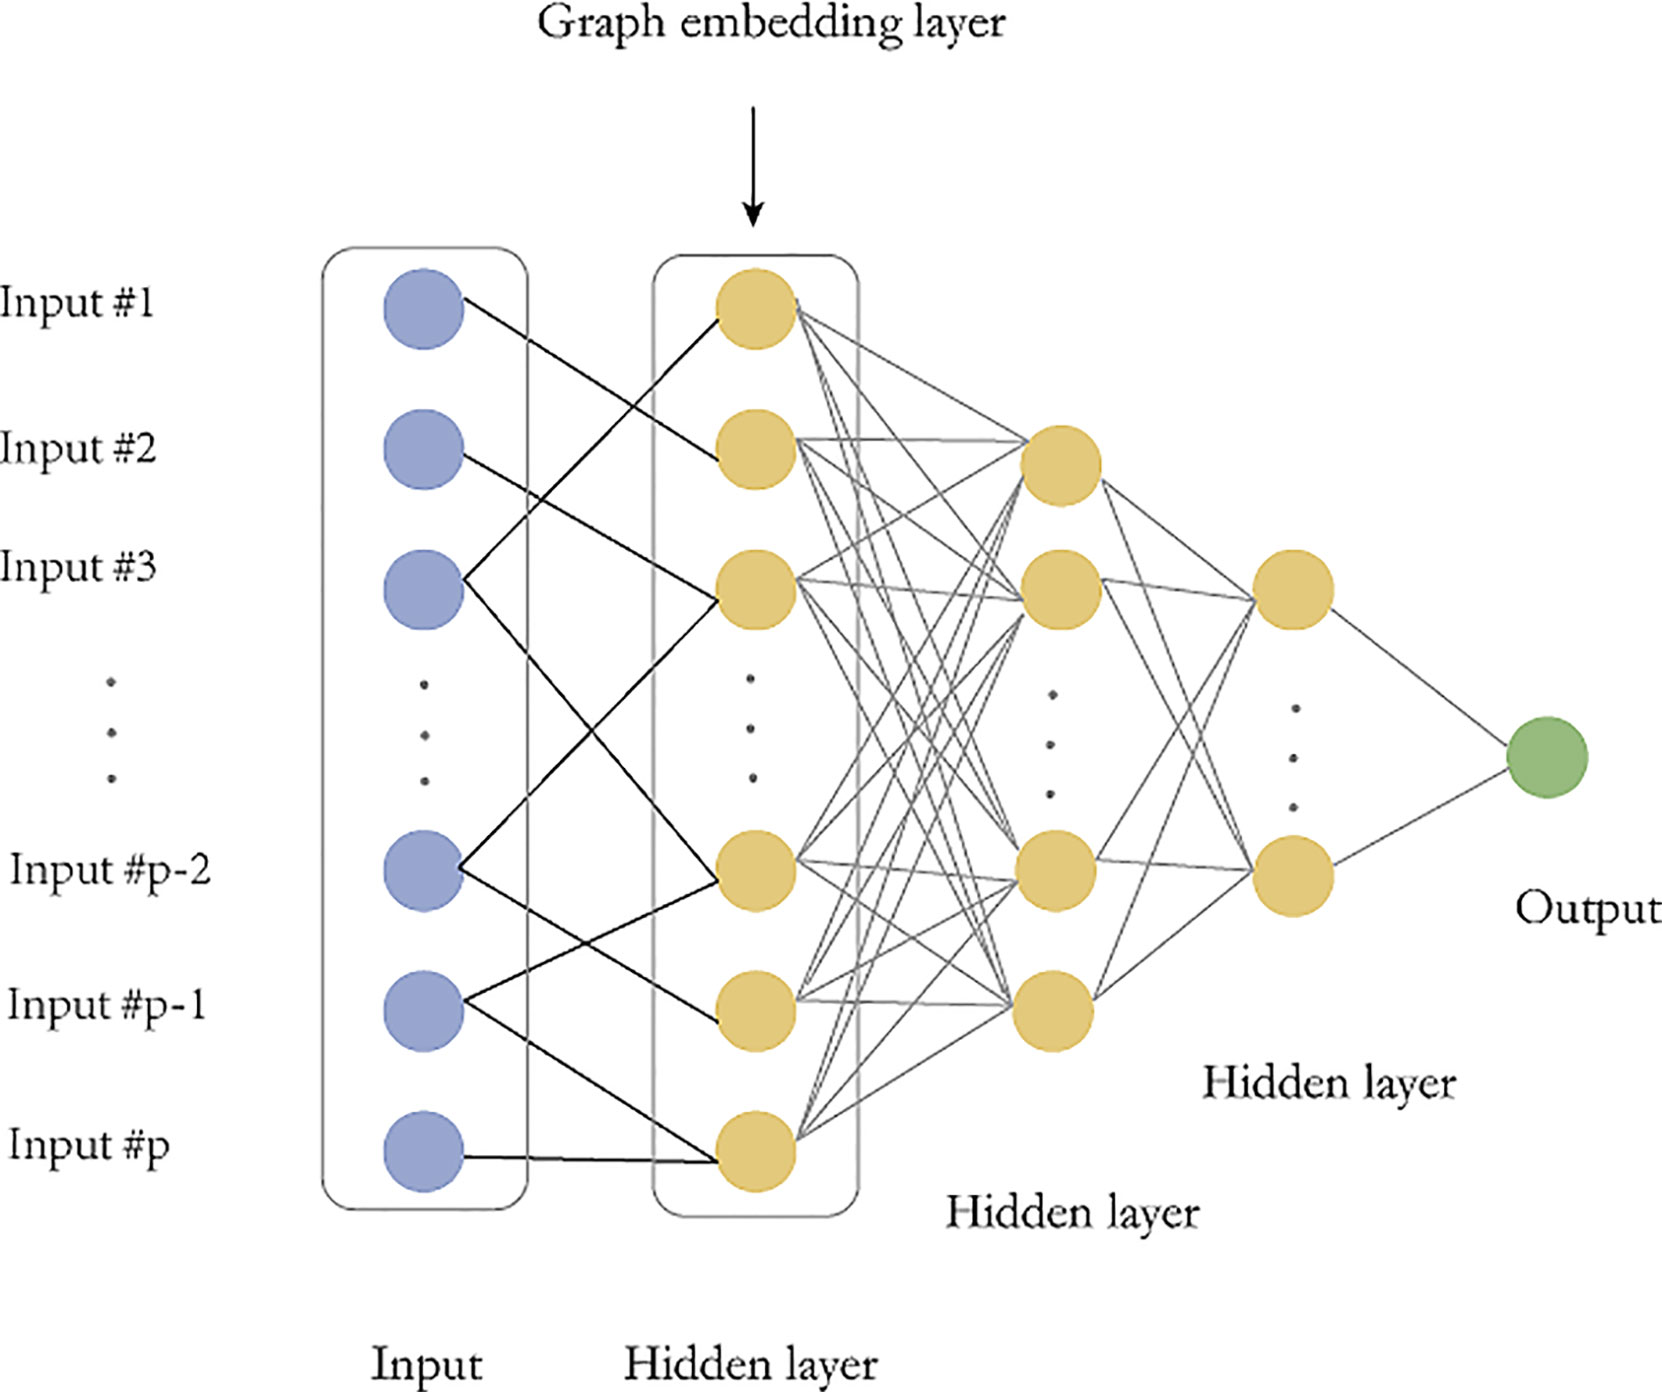 Graph embedding layer
Input #1
Input #2
Input #3
Input #p-2
Input #p-1
Input #p
Output
Hidden layer
Hidden layer
Input
Hidden layer